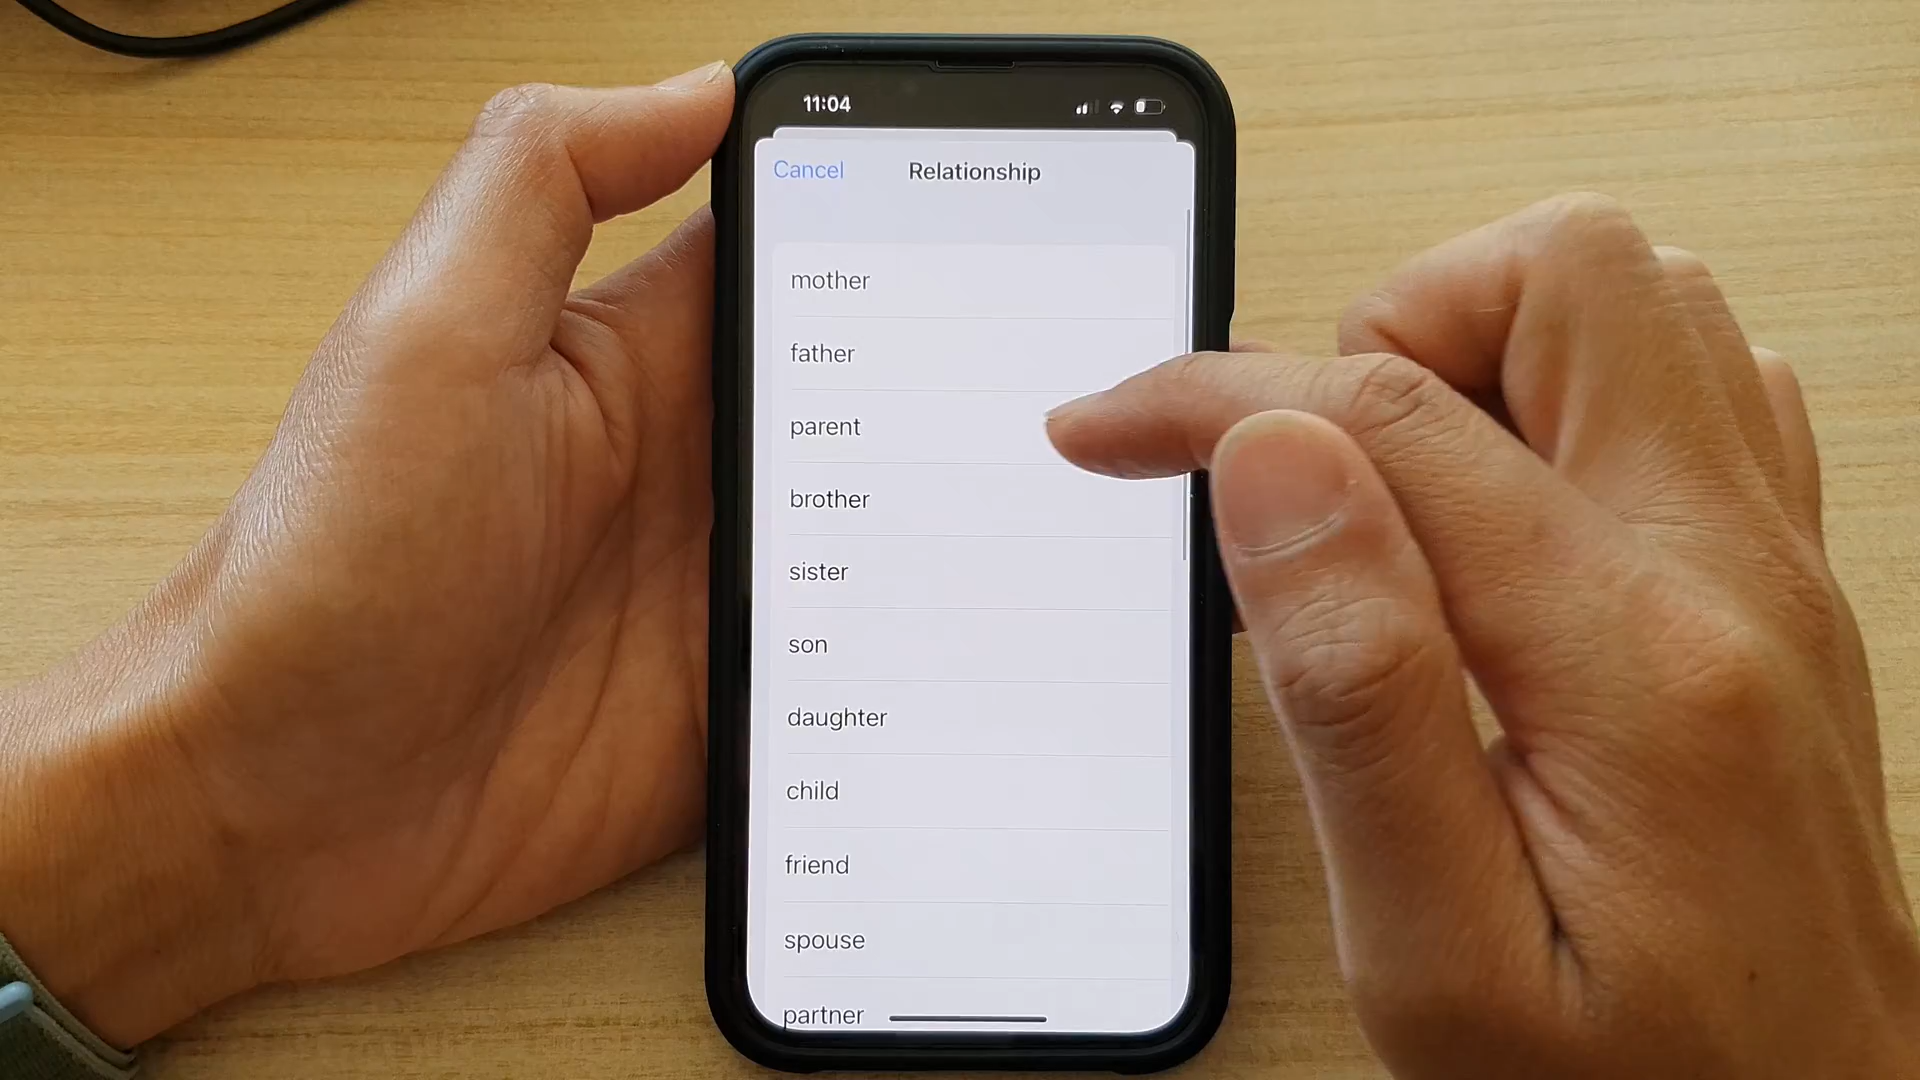 11:04
Cancel Relationship
mother
father
parent
brother
sister
son
daughter
child
friend
spouse
partner